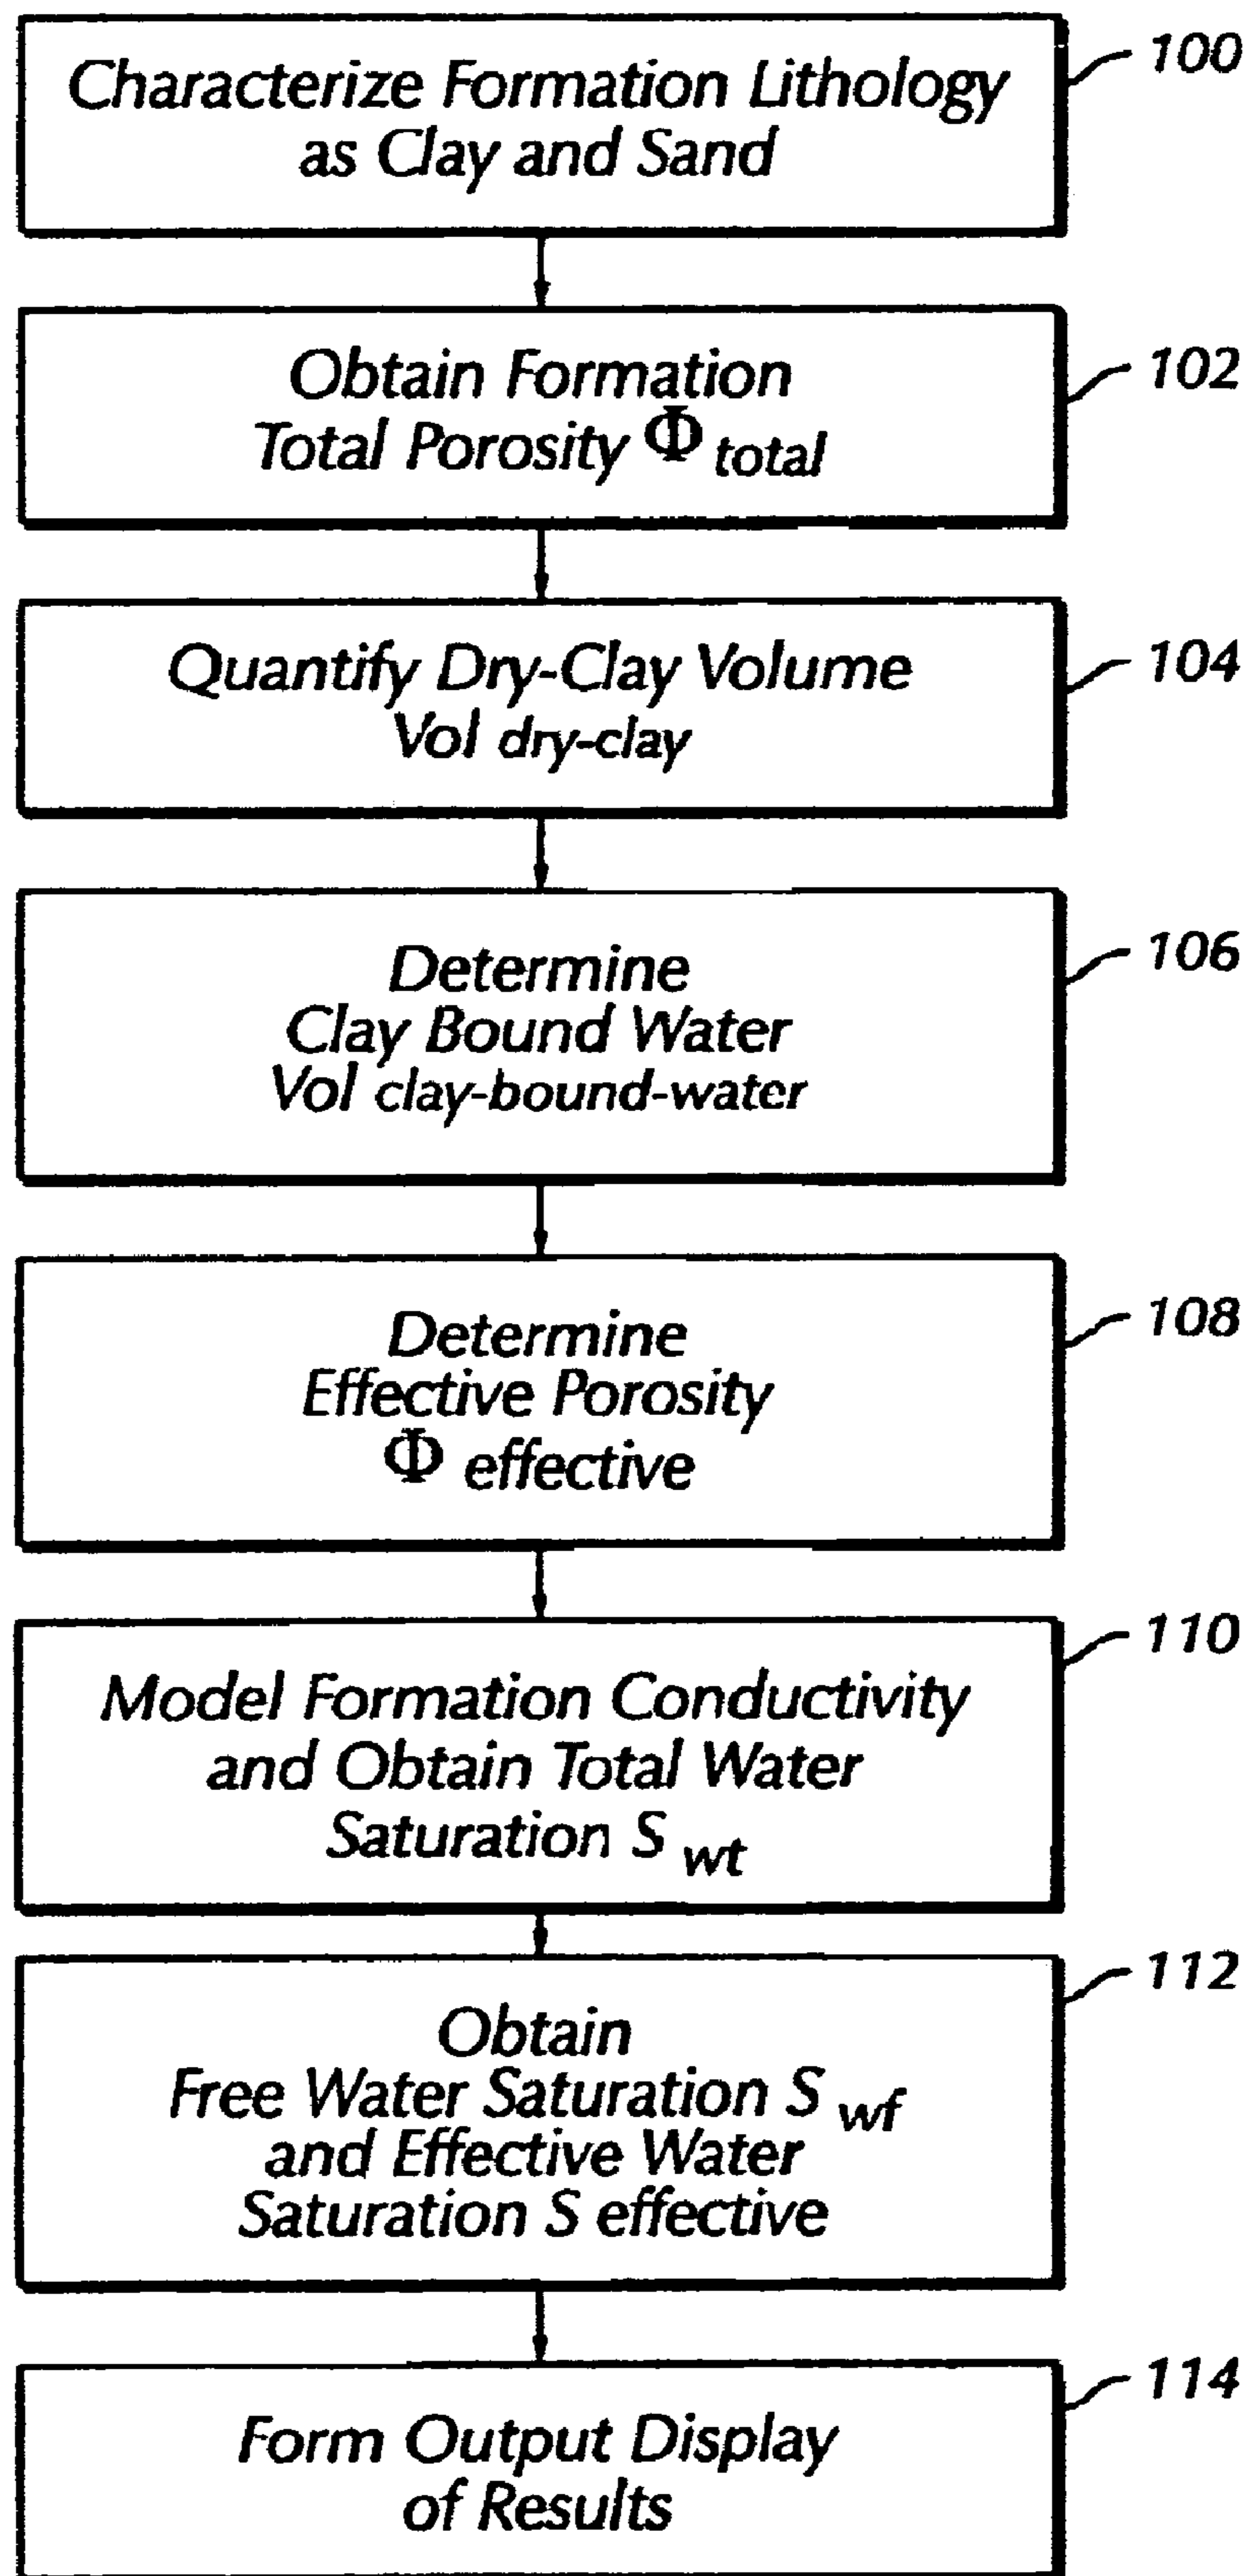 Characterize Formation Lithology
as Clay and Sand
100
Obtain Formation
Total Porosity Φ total
102
Quantify Dry-Clay Volume
Vol dry-clay
104
Determine
Clay Bound Water
Vol clay-bound-water
106
Determine
Effective Porosity
Φ effective
108
Model Formation Conductivity
and Obtain Total Water
Saturation S wt
110
Obtain
Free Water Saturation S wf
and Effective Water
Saturation S effective
112
Form Output Display
of Results
114